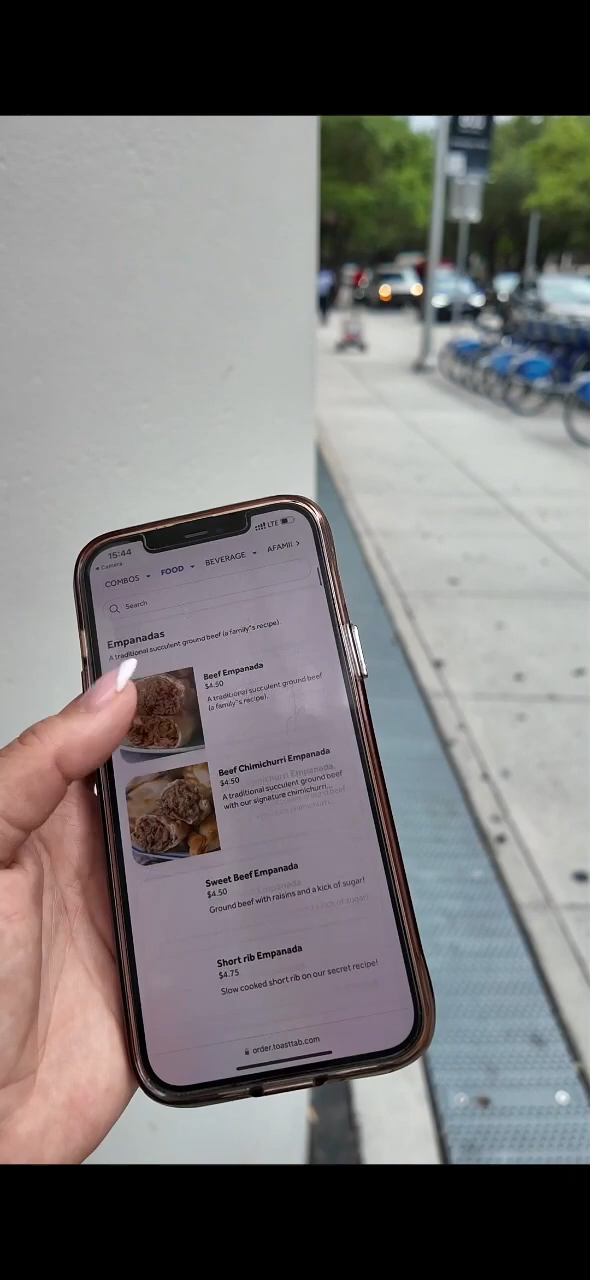 15:44
LTE
◂ Camera
COMBOS
FOOD
BEVERAGE
AFAMII
Search
Empanadas
A traditional succulent ground beef (a family's recipe).
Beef Empanada
$4.50
A traditional succulent ground beef
(a family's recipe).
Beef Chimichurri Empanada
$4.50
A traditional succulent ground beef
with our signature chimichurri...
Sweet Beef Empanada
$4.50
Ground beef with raisins and a kick of sugar!
Short rib Empanada
$4.75
Slow cooked short rib on our secret recipe!
order.toasttab.com